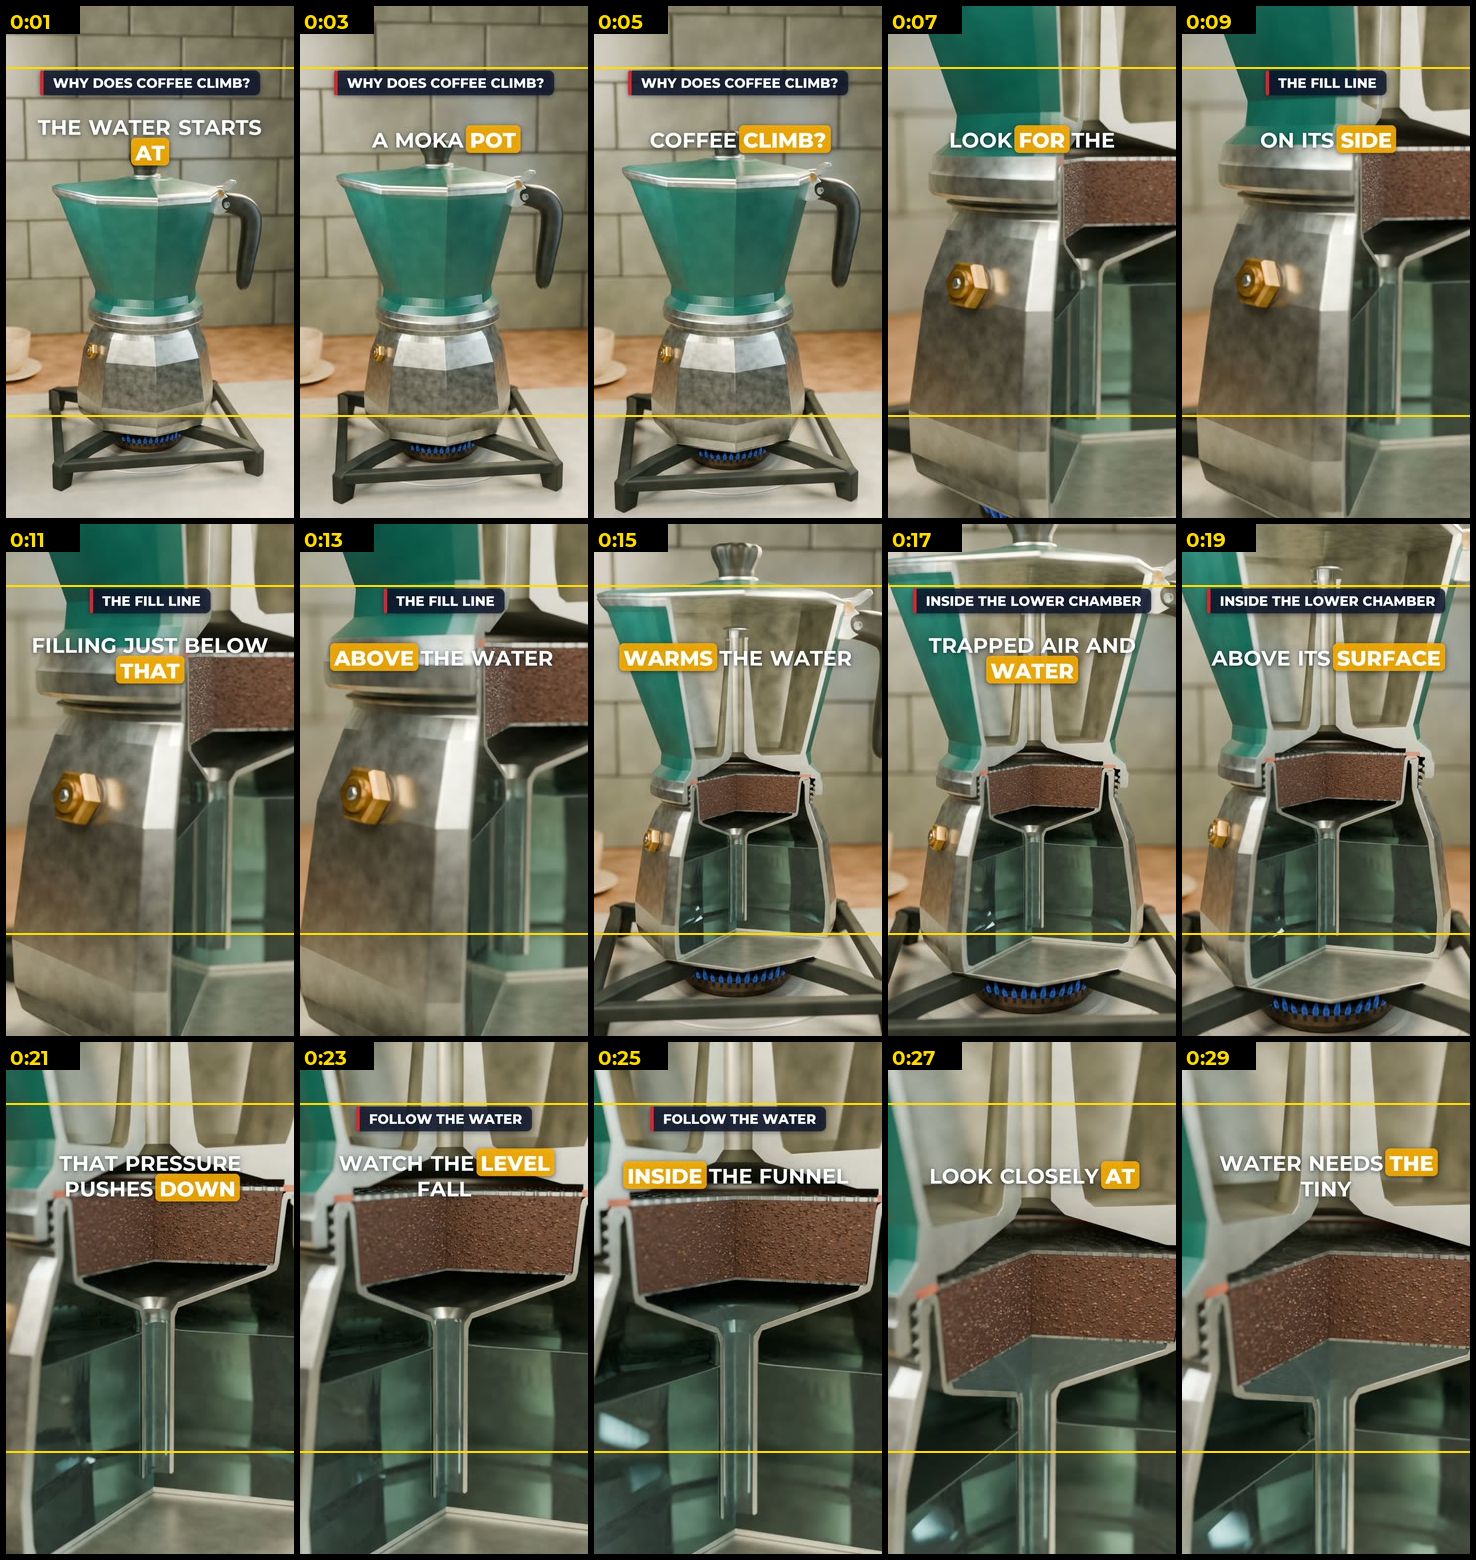 0:01
WHY DOES COFFEE CLIMB?
THE WATER STARTS
AT
0:03
WHY DOES COFFEE CLIMB?
A MOKA POT
0:05
WHY DOES COFFEE CLIMB?
COFFEE CLIMB?
0:07
LOOK FOR THE
0:09
THE FILL LINE
ON ITS SIDE
0:11
THE FILL LINE
FILLING JUST BELOW
THAT
0:13
THE FILL LINE
ABOVE THE WATER
0:15
WARMS THE WATER
0:17
INSIDE THE LOWER CHAMBER
TRAPPED AIR AND
WATER
0:19
INSIDE THE LOWER CHAMBER
ABOVE ITS SURFACE
0:21
THAT PRESSURE
PUSHES DOWN
0:23
FOLLOW THE WATER
WATCH THE LEVEL
FALL
0:25
FOLLOW THE WATER
INSIDE THE FUNNEL
0:27
LOOK CLOSELY AT
0:29
WATER NEEDS THE
TINY